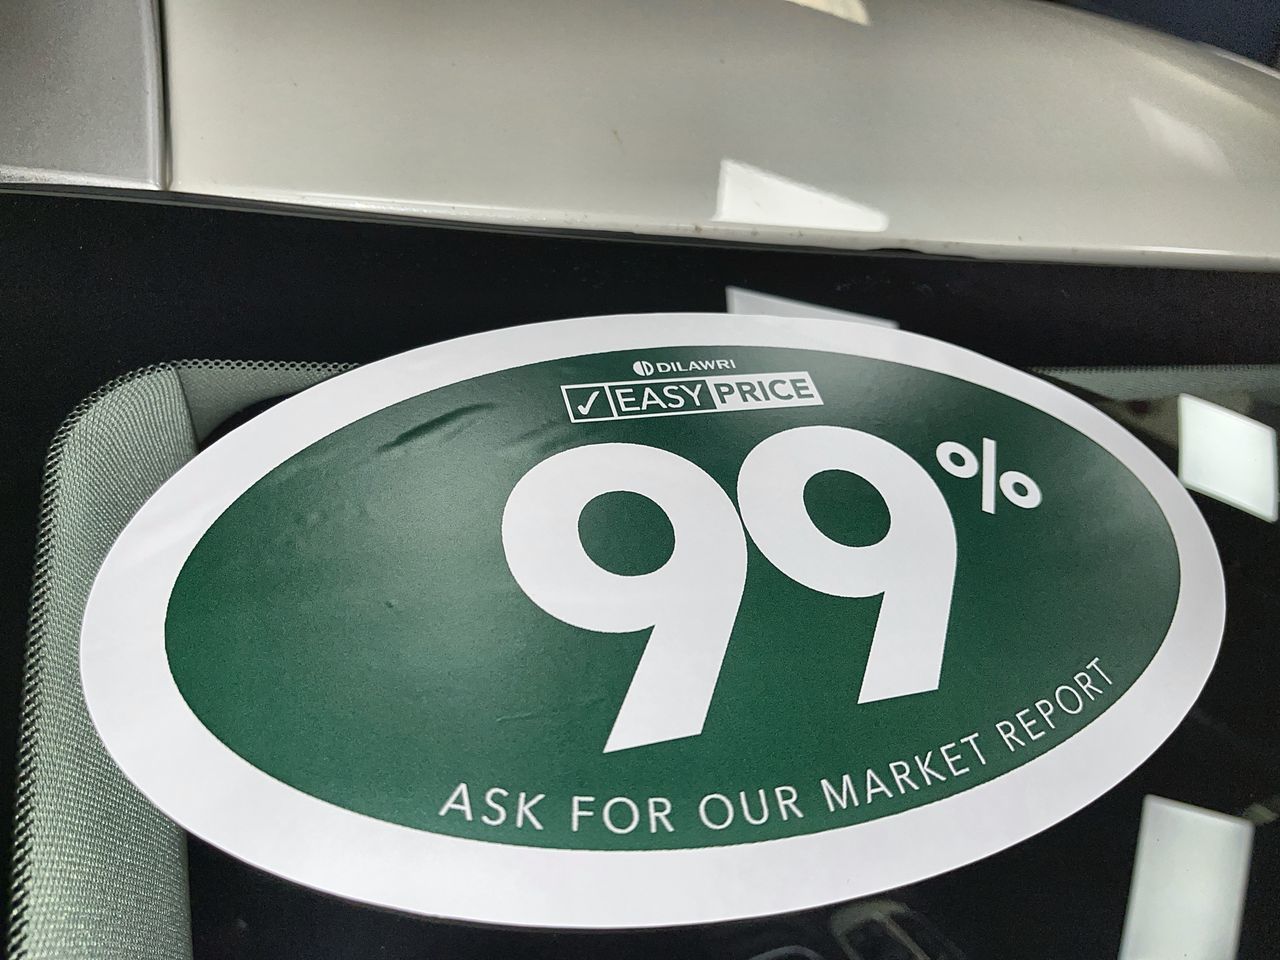 DILAWRI
✓ EASY PRICE
99%
ASK FOR OUR MARKET REPORT